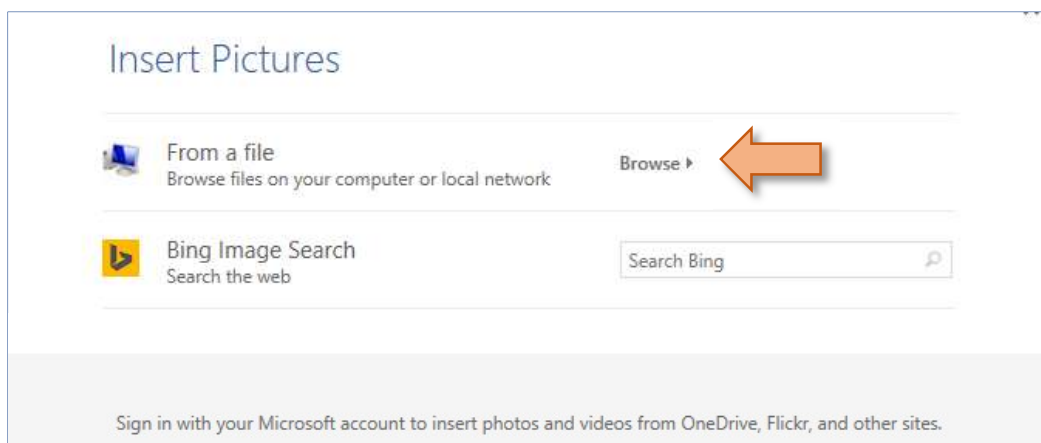 Insert Pictures
From a file
Browse files on your computer or local network
Browse
Bing Image Search
Search the web
Search Bing
Sign in with your Microsoft account to insert photos and videos from OneDrive, Flickr, and other sites.